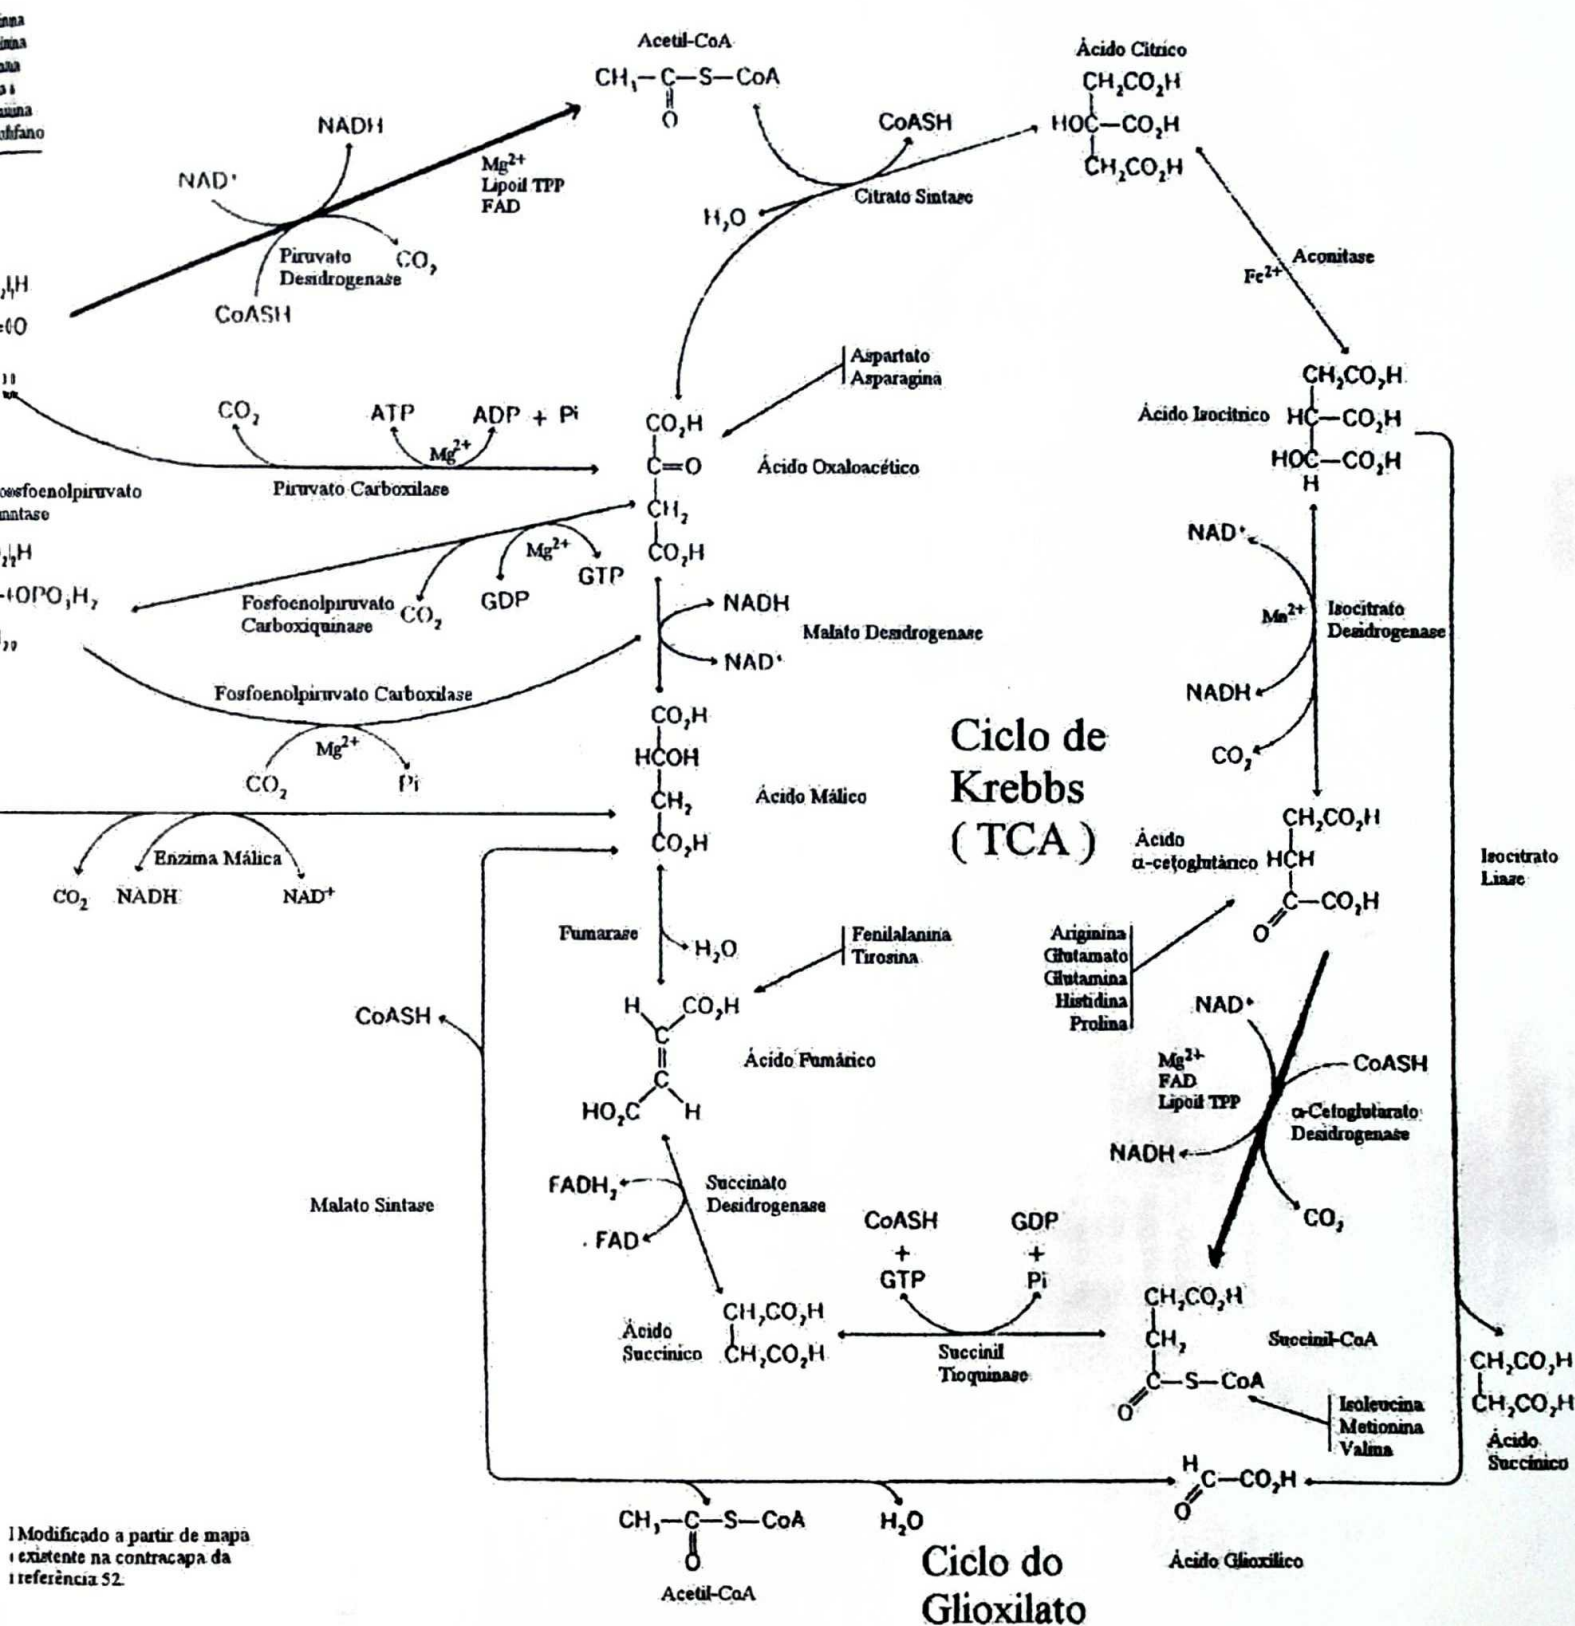 Acetil-CoA
CH₃—C—S—CoA
O
Ácido Cítrico
CH₂CO₂H
HOC—CO₂H
CH₂CO₂H
NADH
NAD⁺
Mg²⁺
Lipoil TPP
FAD
Piruvato
Desidrogenase
CO₂
CoASH
CoASH
H₂O
Citrato Sintase
Fe²⁺
Aconitase
Aspartato
Asparagina
CH₂CO₂H
Ácido Isocítrico
HC—CO₂H
HOC—CO₂H
H
CO₂
ATP
ADP + Pi
Mg²⁺
Piruvato Carboxilase
CO₂H
C=O
CH₂
CO₂H
Ácido Oxaloacético
Mg²⁺
GTP
GDP
CO₂
Fosfoenolpiruvato
Carboxiquinase
NADH
NAD⁺
Malato Desidrogenase
NAD⁺
Mn²⁺
Isocitrato
Desidrogenase
NADH
CO₂
Fosfoenolpiruvato Carboxilase
Mg²⁺
CO₂
Pi
CO₂H
HCOH
CH₂
CO₂H
Ácido Málico
Ciclo de
Krebbs
( TCA )
Enzima Málica
CO₂
NADH
NAD⁺
Ácido
α-cetoglutárico
CH₂CO₂H
HCH
C—CO₂H
O
Isocitrato
Liase
Fumarase
H₂O
Fenilalanina
Tirosina
Ariginina
Glutamato
Glutamina
Histidina
Prolina
H
CO₂H
C
C
HO₂C
H
Ácido Fumárico
CoASH
NAD⁺
Mg²⁺
FAD
Lipoil TPP
CoASH
α-Cetoglutarato
Desidrogenase
NADH
CO₂
Malato Sintase
FADH₂
FAD
Succinato
Desidrogenase
CoASH
+
GTP
GDP
+
Pi
Succinil
Tioquinase
Ácido
Succínico
CH₂CO₂H
CH₂CO₂H
CH₂CO₂H
CH₂
C—S—CoA
O
Succinil-CoA
Isoleucina
Metionina
Valina
CH₂CO₂H
CH₂CO₂H
Ácido
Succínico
H
C—CO₂H
O
Ácido Glioxílico
CH₃—C—S—CoA
O
Acetil-CoA
H₂O
Ciclo do
Glioxilato
Modificado a partir de mapa
existente na contracapa da
referência 52.